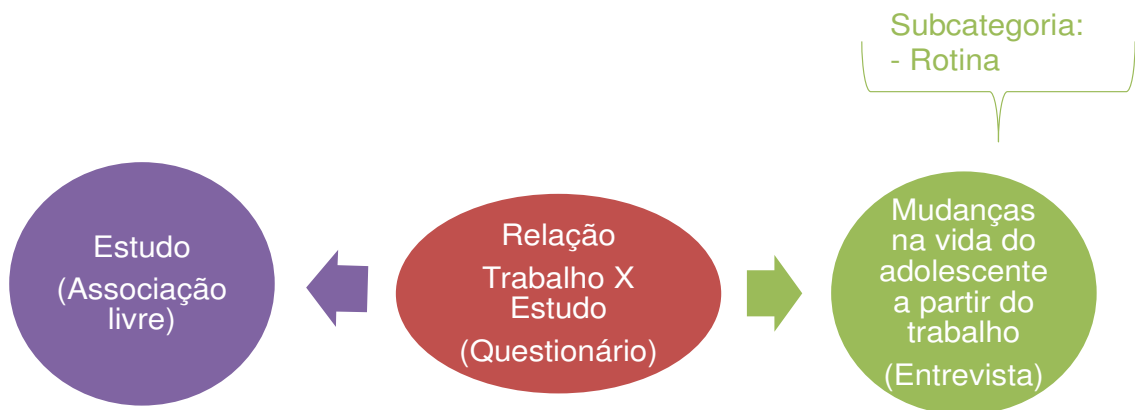 Subcategoria:
- Rotina
Estudo
(Associação
livre)
Relação
Trabalho X
Estudo
(Questionário)
Mudanças
na vida do
adolescente
a partir do
trabalho
(Entrevista)